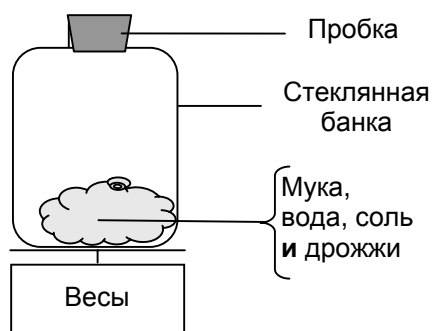 Пробка
Стеклянная
банка
Мука,
вода, соль
и дрожжи
Весы